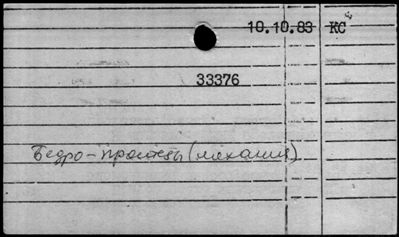 10.10.83 КС
33376
Бедро-протезы (механич)